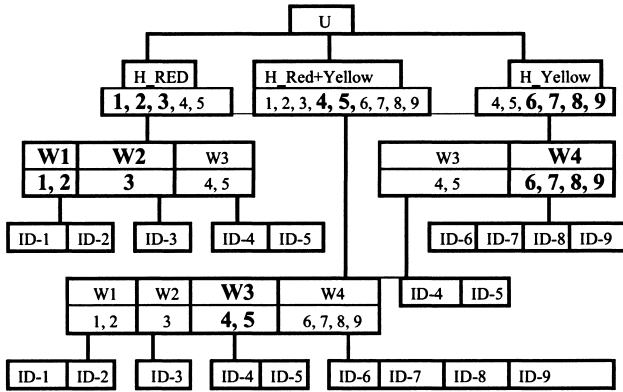 U
H_RED H_Red+Yellow H_Yellow
1, 2, 3, 4, 5 1, 2, 3, 4, 5, 6, 7, 8, 9 4, 5, 6, 7, 8, 9
W1 W2 W3 W3 W4
1, 2 3 4, 5 4, 5 6, 7, 8, 9
ID-1 ID-2 ID-3 ID-4 ID-5 ID-6 ID-7 ID-8 ID-9
W1 W2 W3 W4 ID-4 ID-5
1, 2 3 4, 5 6, 7, 8, 9
ID-1 ID-2 ID-3 ID-4 ID-5 ID-6 ID-7 ID-8 ID-9